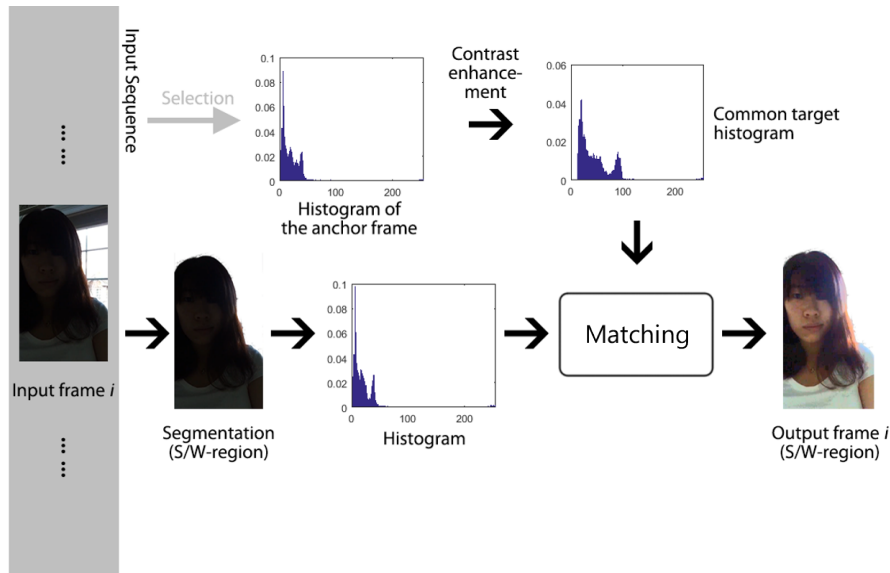 Input Sequence
Selection
0.1
0.08
0.06
0.04
0.02
0
0
100
200
Histogram of
the anchor frame
Contrast
enhance-
ment
0.06
0.04
0.02
0
0
100
200
Common target
histogram
Input frame i
Segmentation
(S/W-region)
0.1
0.08
0.06
0.04
0.02
0
0
100
200
Histogram
Matching
Output frame i
(S/W-region)